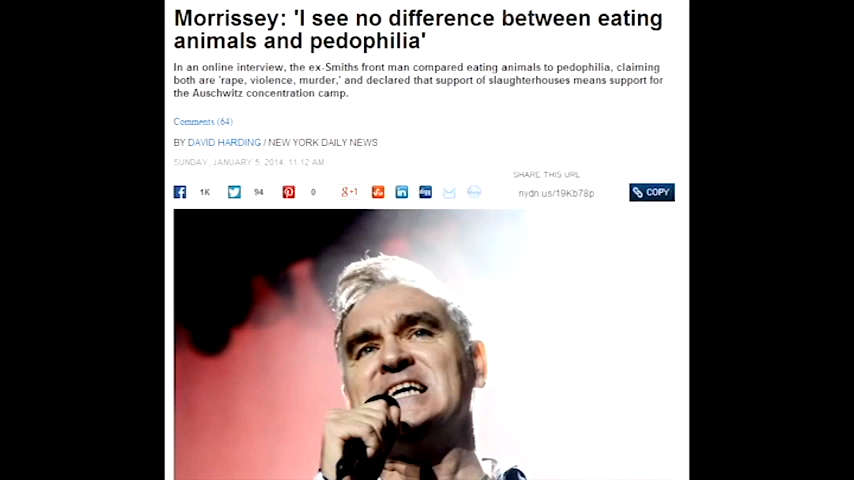 Morrissey: 'I see no difference between eating
animals and pedophilia'
In an online interview, the ex-Smiths front man compared eating animals to pedophilia, claiming
both are 'rape, violence, murder,' and declared that support of slaughterhouses means support for
the Auschwitz concentration camp.
Comments (64)
BY DAVID HARDING / NEW YORK DAILY NEWS
SUNDAY, JANUARY 5, 2014, 11:12 AM
SHARE THIS URL
1K 94 0 g+1 digg nydn.us/19Kb78p COPY